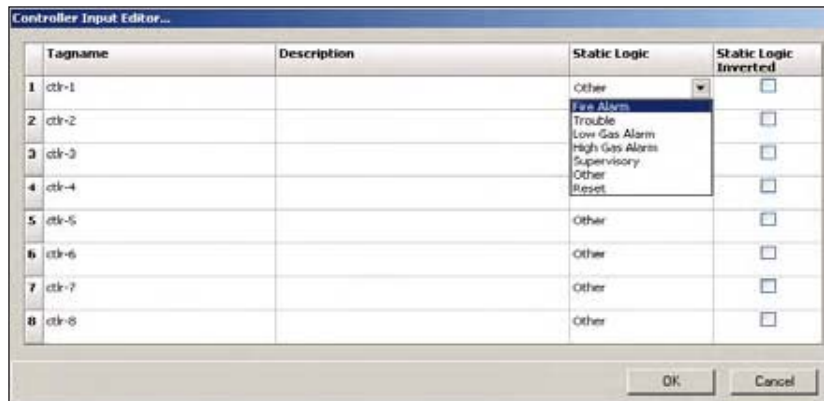 Controller Input Editor...
Tagname Description Static Logic Static Logic Inverted
1 ctlr-1 Other
Fire Alarm
2 ctlr-2 Trouble
Low Gas Alarm
3 ctlr-3 High Gas Alarm
Supervisory
Other
4 ctlr-4 Reset
5 ctlr-5 Other
6 ctlr-6 Other
7 ctlr-7 Other
8 ctlr-8 Other
OK Cancel